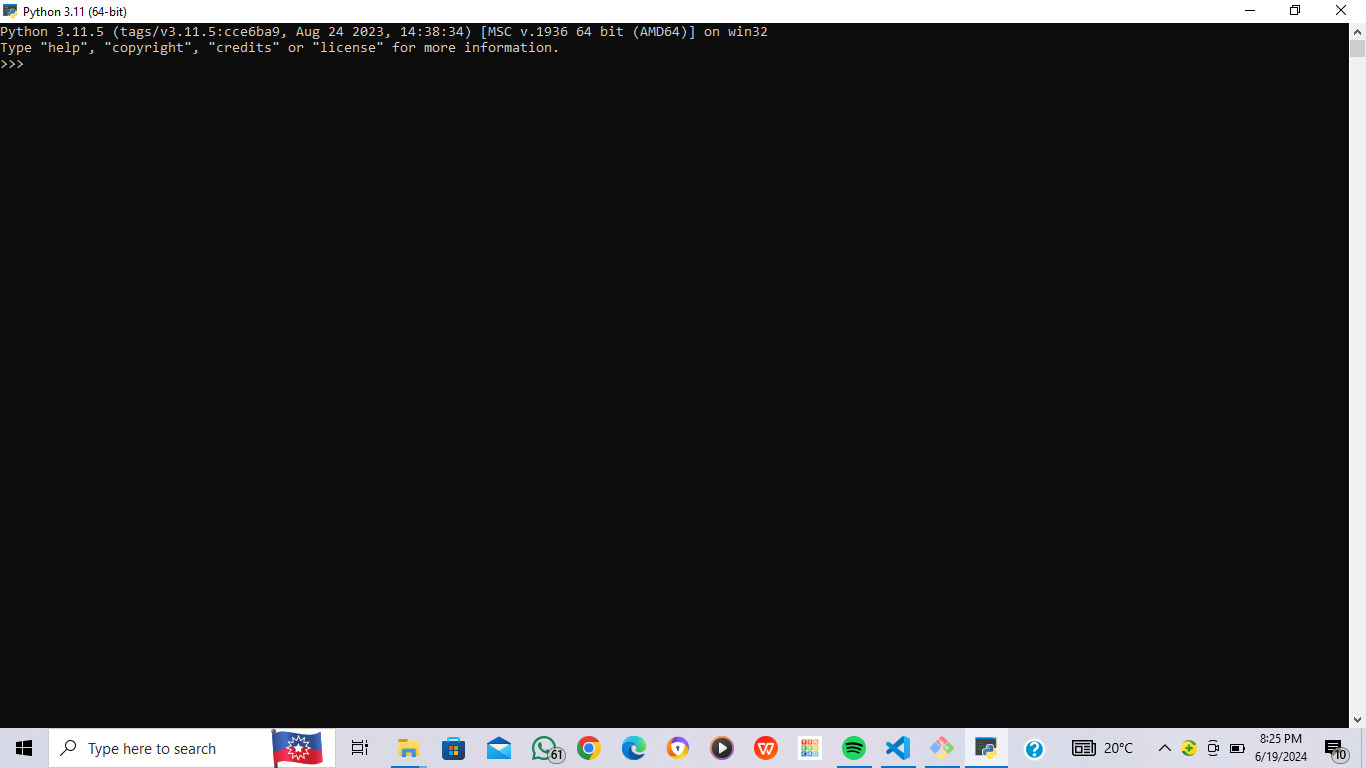 Python 3.11 (64-bit)
Python 3.11.5 (tags/v3.11.5:cce6ba9, Aug 24 2023, 14:38:34) [MSC v.1936 64 bit (AMD64)] on win32
Type "help", "copyright", "credits" or "license" for more information.
>>>
Type here to search
61
20°C
8:25 PM
6/19/2024
10